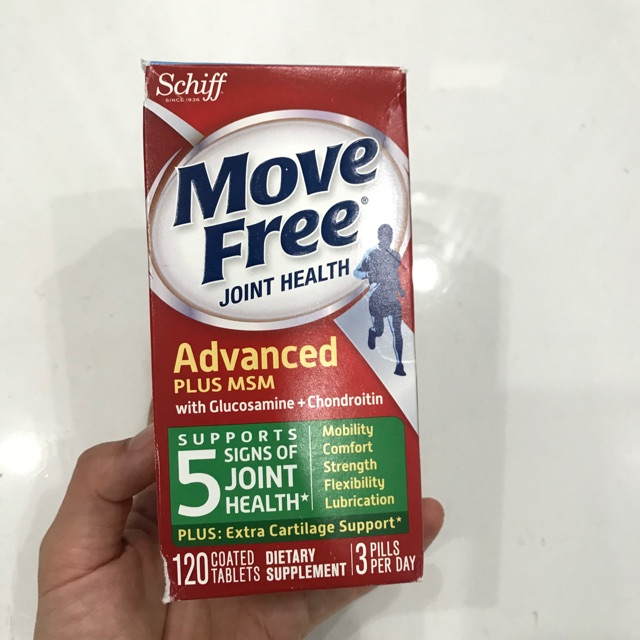 Schiff
SINCE 1936
Move
Free®
JOINT HEALTH
Advanced
PLUS MSM
with Glucosamine + Chondroitin
SUPPORTS
5 SIGNS OF
JOINT
HEALTH*
Mobility
Comfort
Strength
Flexibility
Lubrication
PLUS: Extra Cartilage Support*
120 COATED TABLETS
DIETARY SUPPLEMENT
3 PILLS PER DAY